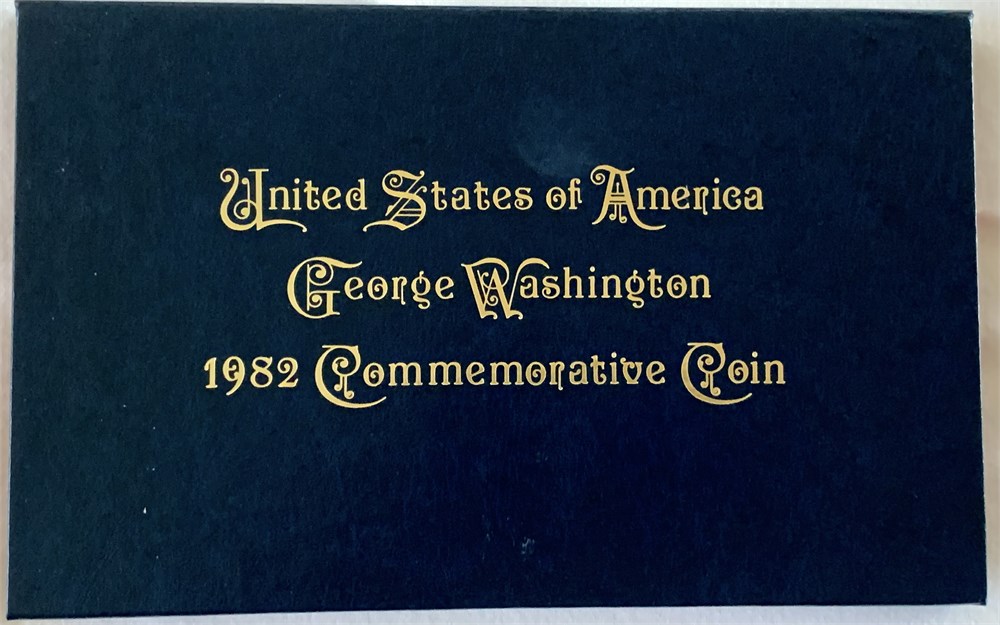 United States of America
George Washington
1982 Commemorative Coin